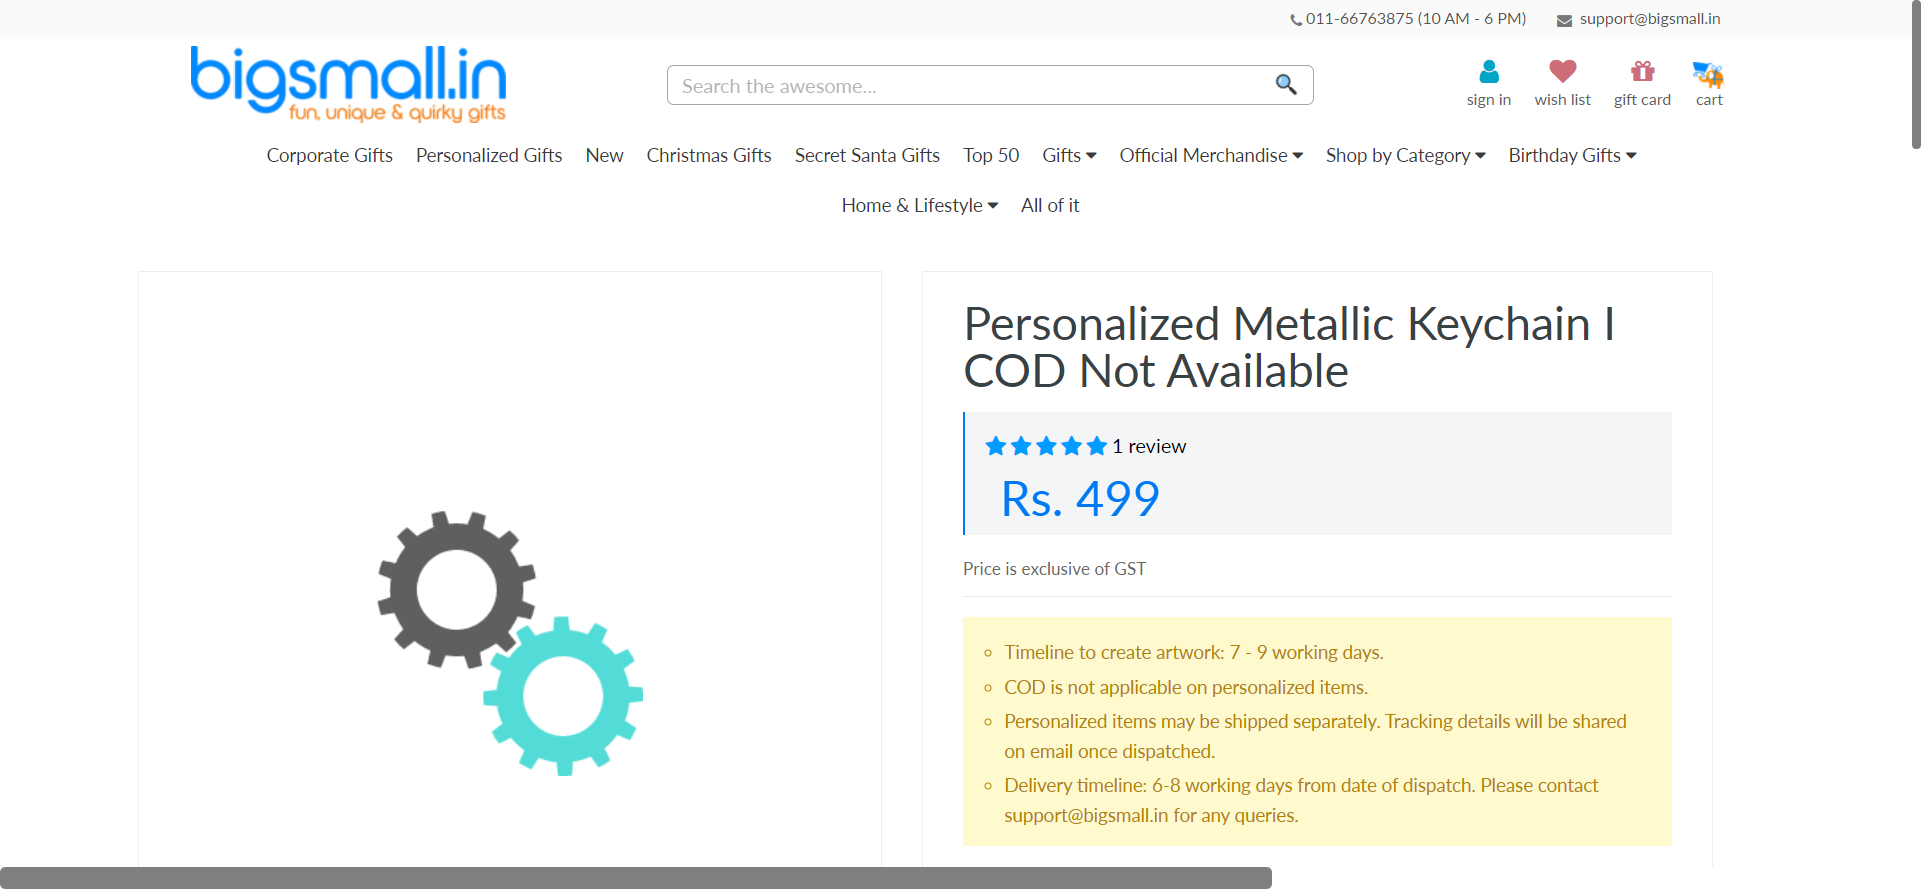 011-66763875 (10 AM - 6 PM) support@bigsmall.in
bigsmall.in
fun, unique & quirky gifts
Search the awesome...
sign in wish list gift card cart
Corporate Gifts Personalized Gifts New Christmas Gifts Secret Santa Gifts Top 50 Gifts Official Merchandise Shop by Category Birthday Gifts
Home & Lifestyle All of it
Personalized Metallic Keychain I
COD Not Available
1 review
Rs. 499
Price is exclusive of GST
Timeline to create artwork: 7 - 9 working days.
COD is not applicable on personalized items.
Personalized items may be shipped separately. Tracking details will be shared
on email once dispatched.
Delivery timeline: 6-8 working days from date of dispatch. Please contact
support@bigsmall.in for any queries.